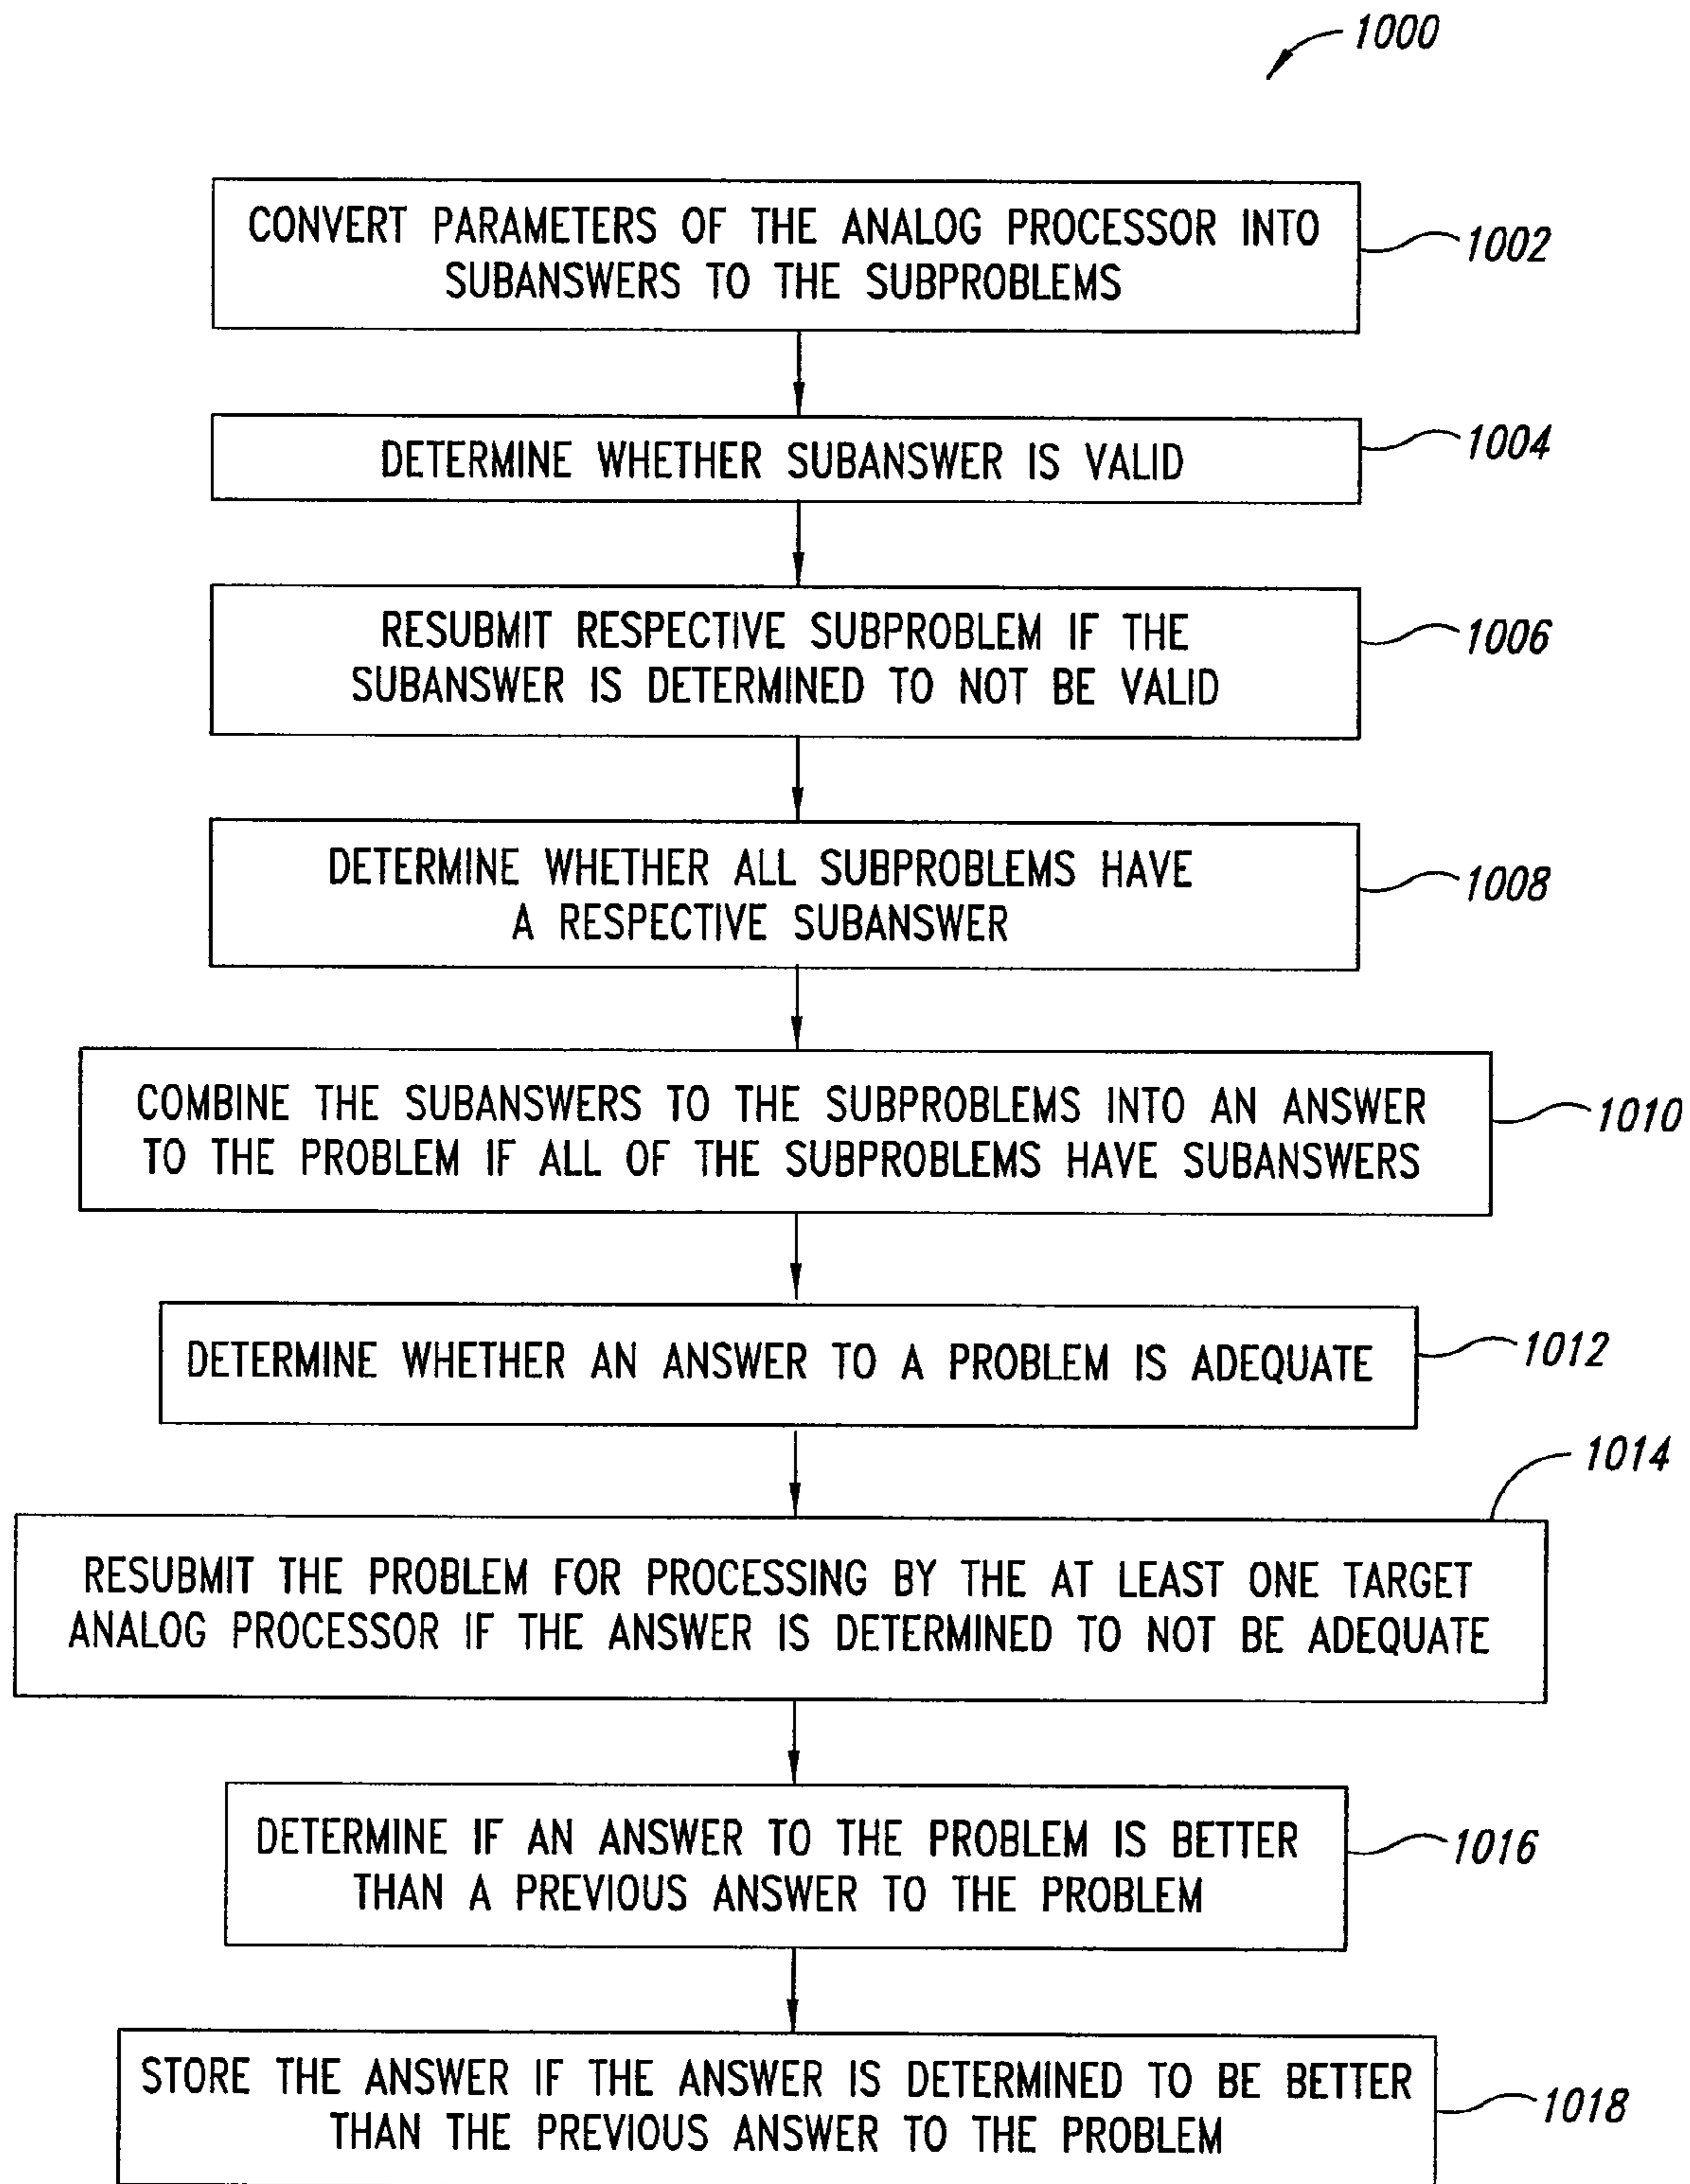 1000
CONVERT PARAMETERS OF THE ANALOG PROCESSOR INTO
SUBANSWERS TO THE SUBPROBLEMS
1002
DETERMINE WHETHER SUBANSWER IS VALID
1004
RESUBMIT RESPECTIVE SUBPROBLEM IF THE
SUBANSWER IS DETERMINED TO NOT BE VALID
1006
DETERMINE WHETHER ALL SUBPROBLEMS HAVE
A RESPECTIVE SUBANSWER
1008
COMBINE THE SUBANSWERS TO THE SUBPROBLEMS INTO AN ANSWER
TO THE PROBLEM IF ALL OF THE SUBPROBLEMS HAVE SUBANSWERS
1010
DETERMINE WHETHER AN ANSWER TO A PROBLEM IS ADEQUATE
1012
RESUBMIT THE PROBLEM FOR PROCESSING BY THE AT LEAST ONE TARGET
ANALOG PROCESSOR IF THE ANSWER IS DETERMINED TO NOT BE ADEQUATE
1014
DETERMINE IF AN ANSWER TO THE PROBLEM IS BETTER
THAN A PREVIOUS ANSWER TO THE PROBLEM
1016
STORE THE ANSWER IF THE ANSWER IS DETERMINED TO BE BETTER
THAN THE PREVIOUS ANSWER TO THE PROBLEM
1018